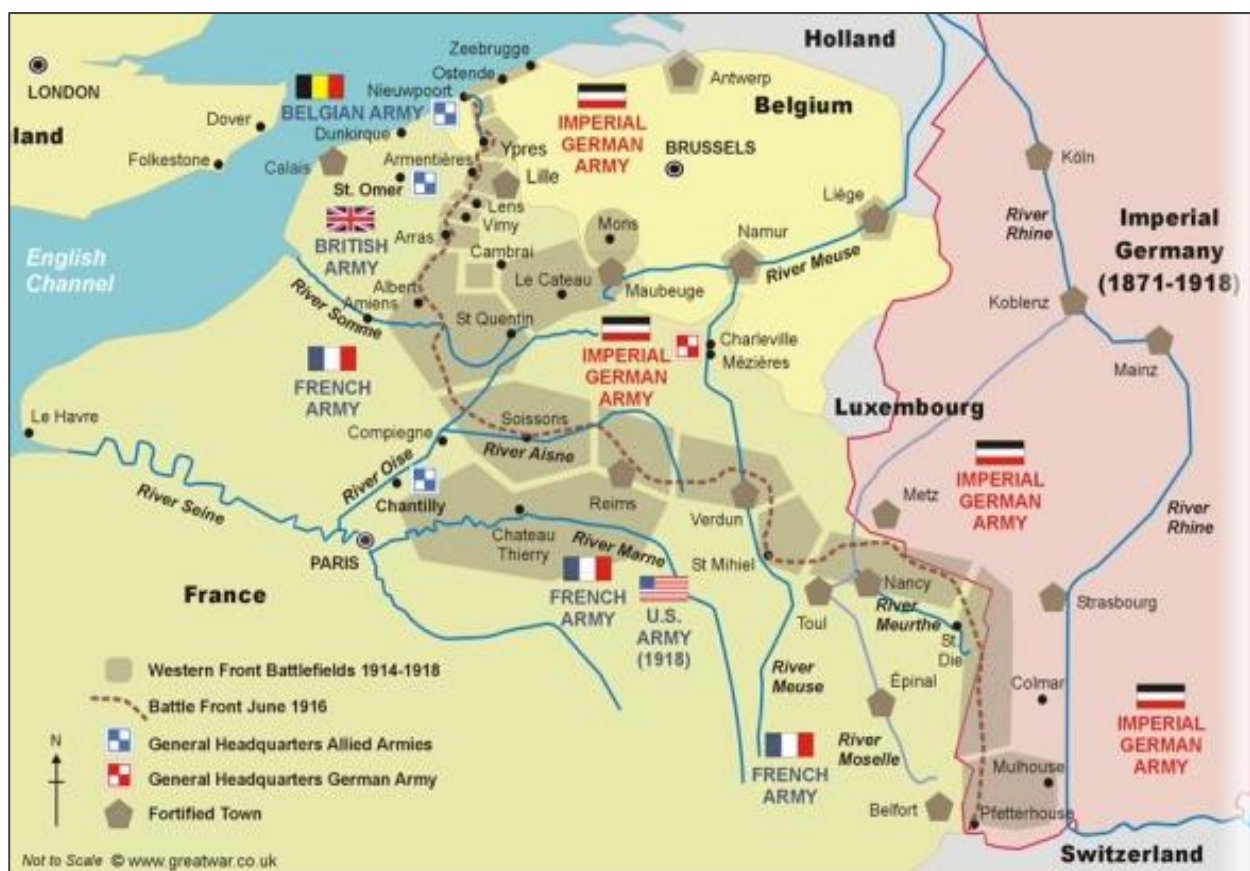 Holland
Zeebrugge
Ostende
Antwerp
LONDON
Nieuwpoort
BELGIAN ARMY
IMPERIAL
GERMAN
ARMY
Belgium
Dover
Dunkirque
land
Ypres
BRUSSELS
Köln
Folkestone
Calais
Armentières
St. Omer
Lille
Liège
Lens
Vimy
Imperial
Germany
(1871-1918)
River
Rhine
BRITISH
ARMY
Arras
Mons
Namur
English
Channel
Cambrai
River Meuse
Le Cateau
Maubeuge
Albert
Amiens
Koblenz
River Somme
St Quentin
Charleville
Mézières
IMPERIAL
GERMAN
ARMY
Mainz
FRENCH
ARMY
Luxembourg
Le Havre
Soissons
Compiegne
River Aisne
IMPERIAL
GERMAN
ARMY
River Oise
Metz
River Seine
Chantilly
Reims
Verdun
River
Rhine
Chateau
Thierry
River Marne
PARIS
St Mihiel
Nancy
France
FRENCH
ARMY
U.S.
ARMY
(1918)
Toul
River
Meurthe
Strasbourg
St.
Die
Western Front Battlefields 1914-1918
River
Meuse
Épinal
Colmar
Battle Front June 1916
IMPERIAL
GERMAN
ARMY
N
General Headquarters Allied Armies
River
Moselle
General Headquarters German Army
FRENCH
ARMY
Mulhouse
Fortified Town
Belfort
Pfetterhouse
Not to Scale © www.greatwar.co.uk
Switzerland